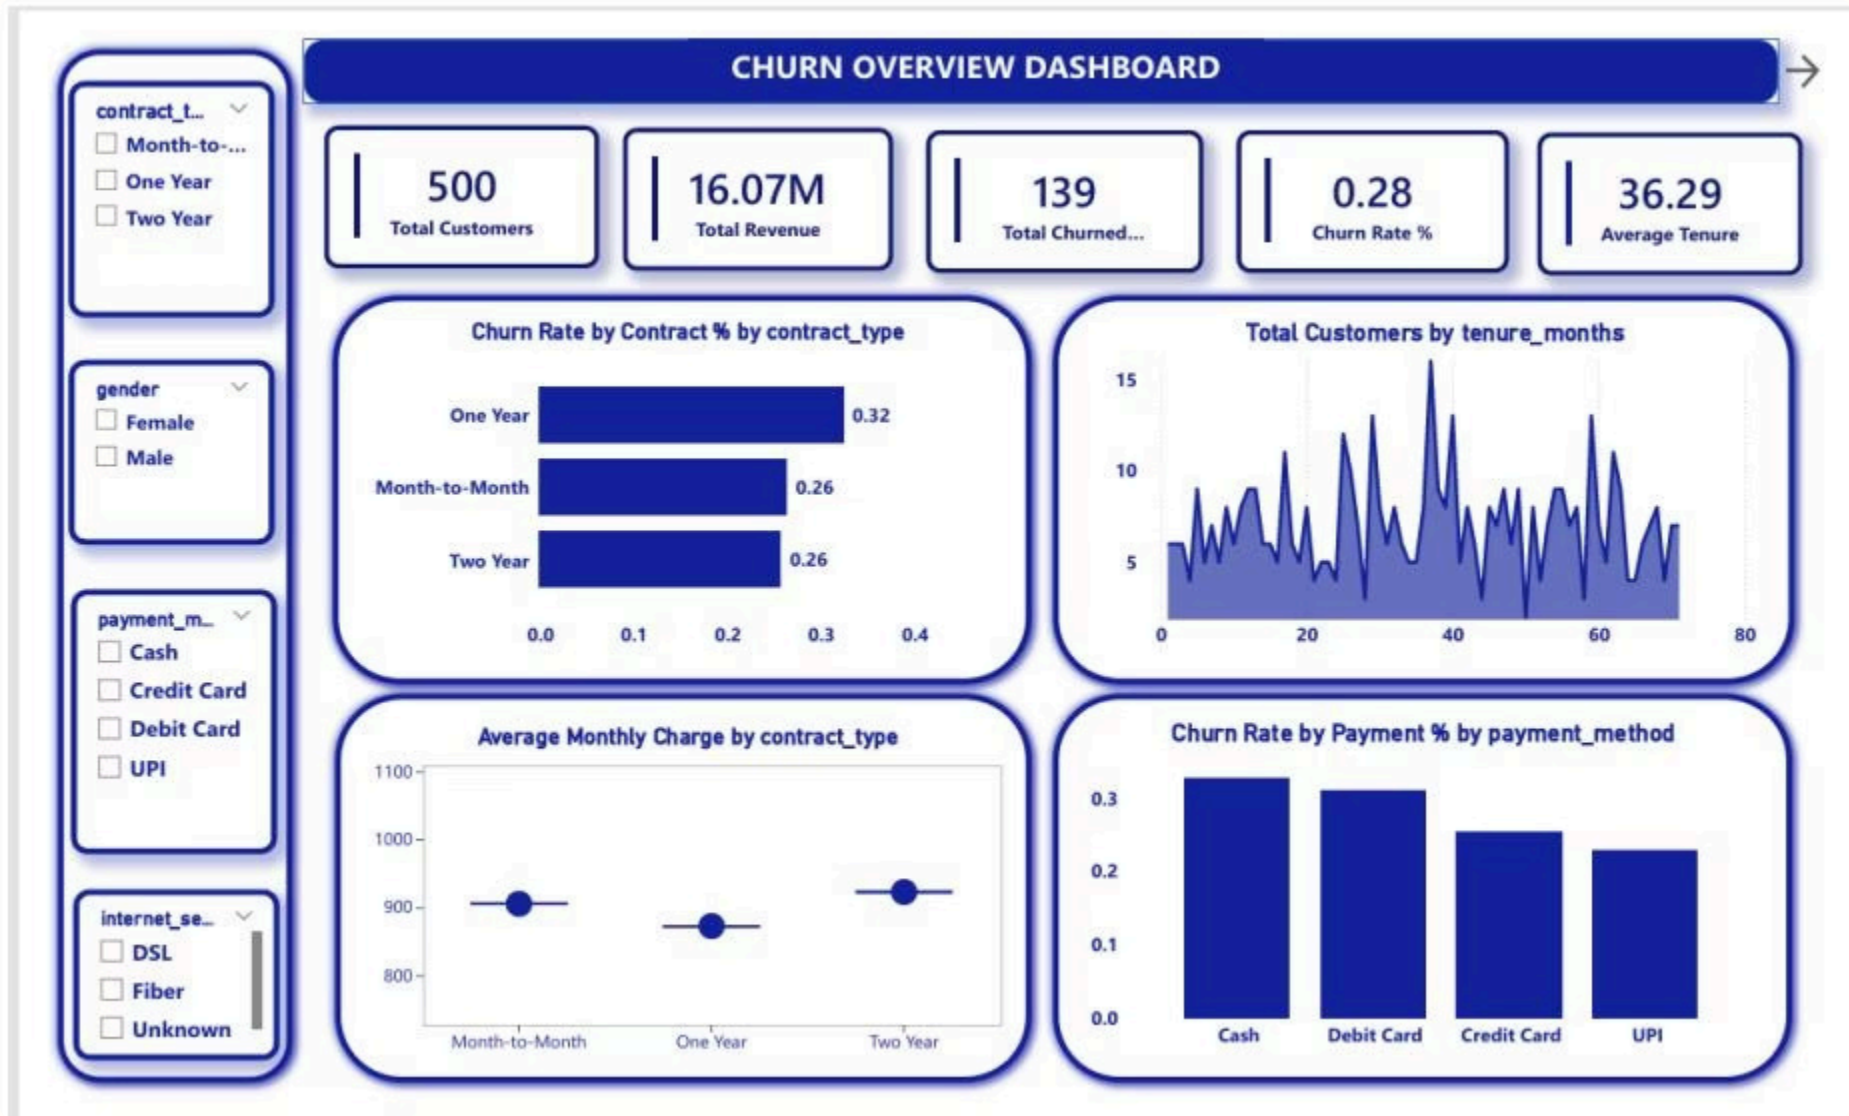 CHURN OVERVIEW DASHBOARD
contract_t...
Month-to-...
One Year
Two Year
gender
Female
Male
payment_m...
Cash
Credit Card
Debit Card
UPI
internet_se...
DSL
Fiber
Unknown
500
Total Customers
16.07M
Total Revenue
139
Total Churned...
0.28
Churn Rate %
36.29
Average Tenure
Churn Rate by Contract % by contract_type
One Year 0.32
Month-to-Month 0.26
Two Year 0.26
0.0 0.1 0.2 0.3 0.4
Total Customers by tenure_months
15
10
5
0 20 40 60 80
Average Monthly Charge by contract_type
1100
1000
900
800
Month-to-Month One Year Two Year
Churn Rate by Payment % by payment_method
0.3
0.2
0.1
0.0
Cash Debit Card Credit Card UPI